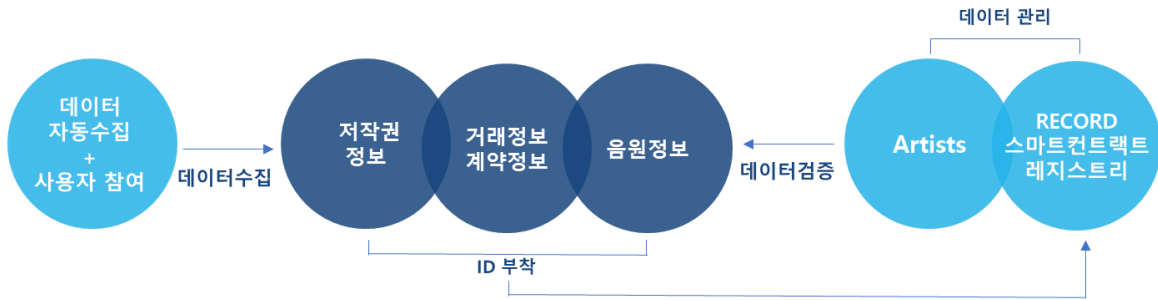 데이터 관리
데이터
자동수집
+
사용자 참여
데이터수집
저작권
정보
거래정보
계약정보
음원정보
데이터검증
Artists
RECORD
스마트컨트랙트
레지스트리
ID 부착